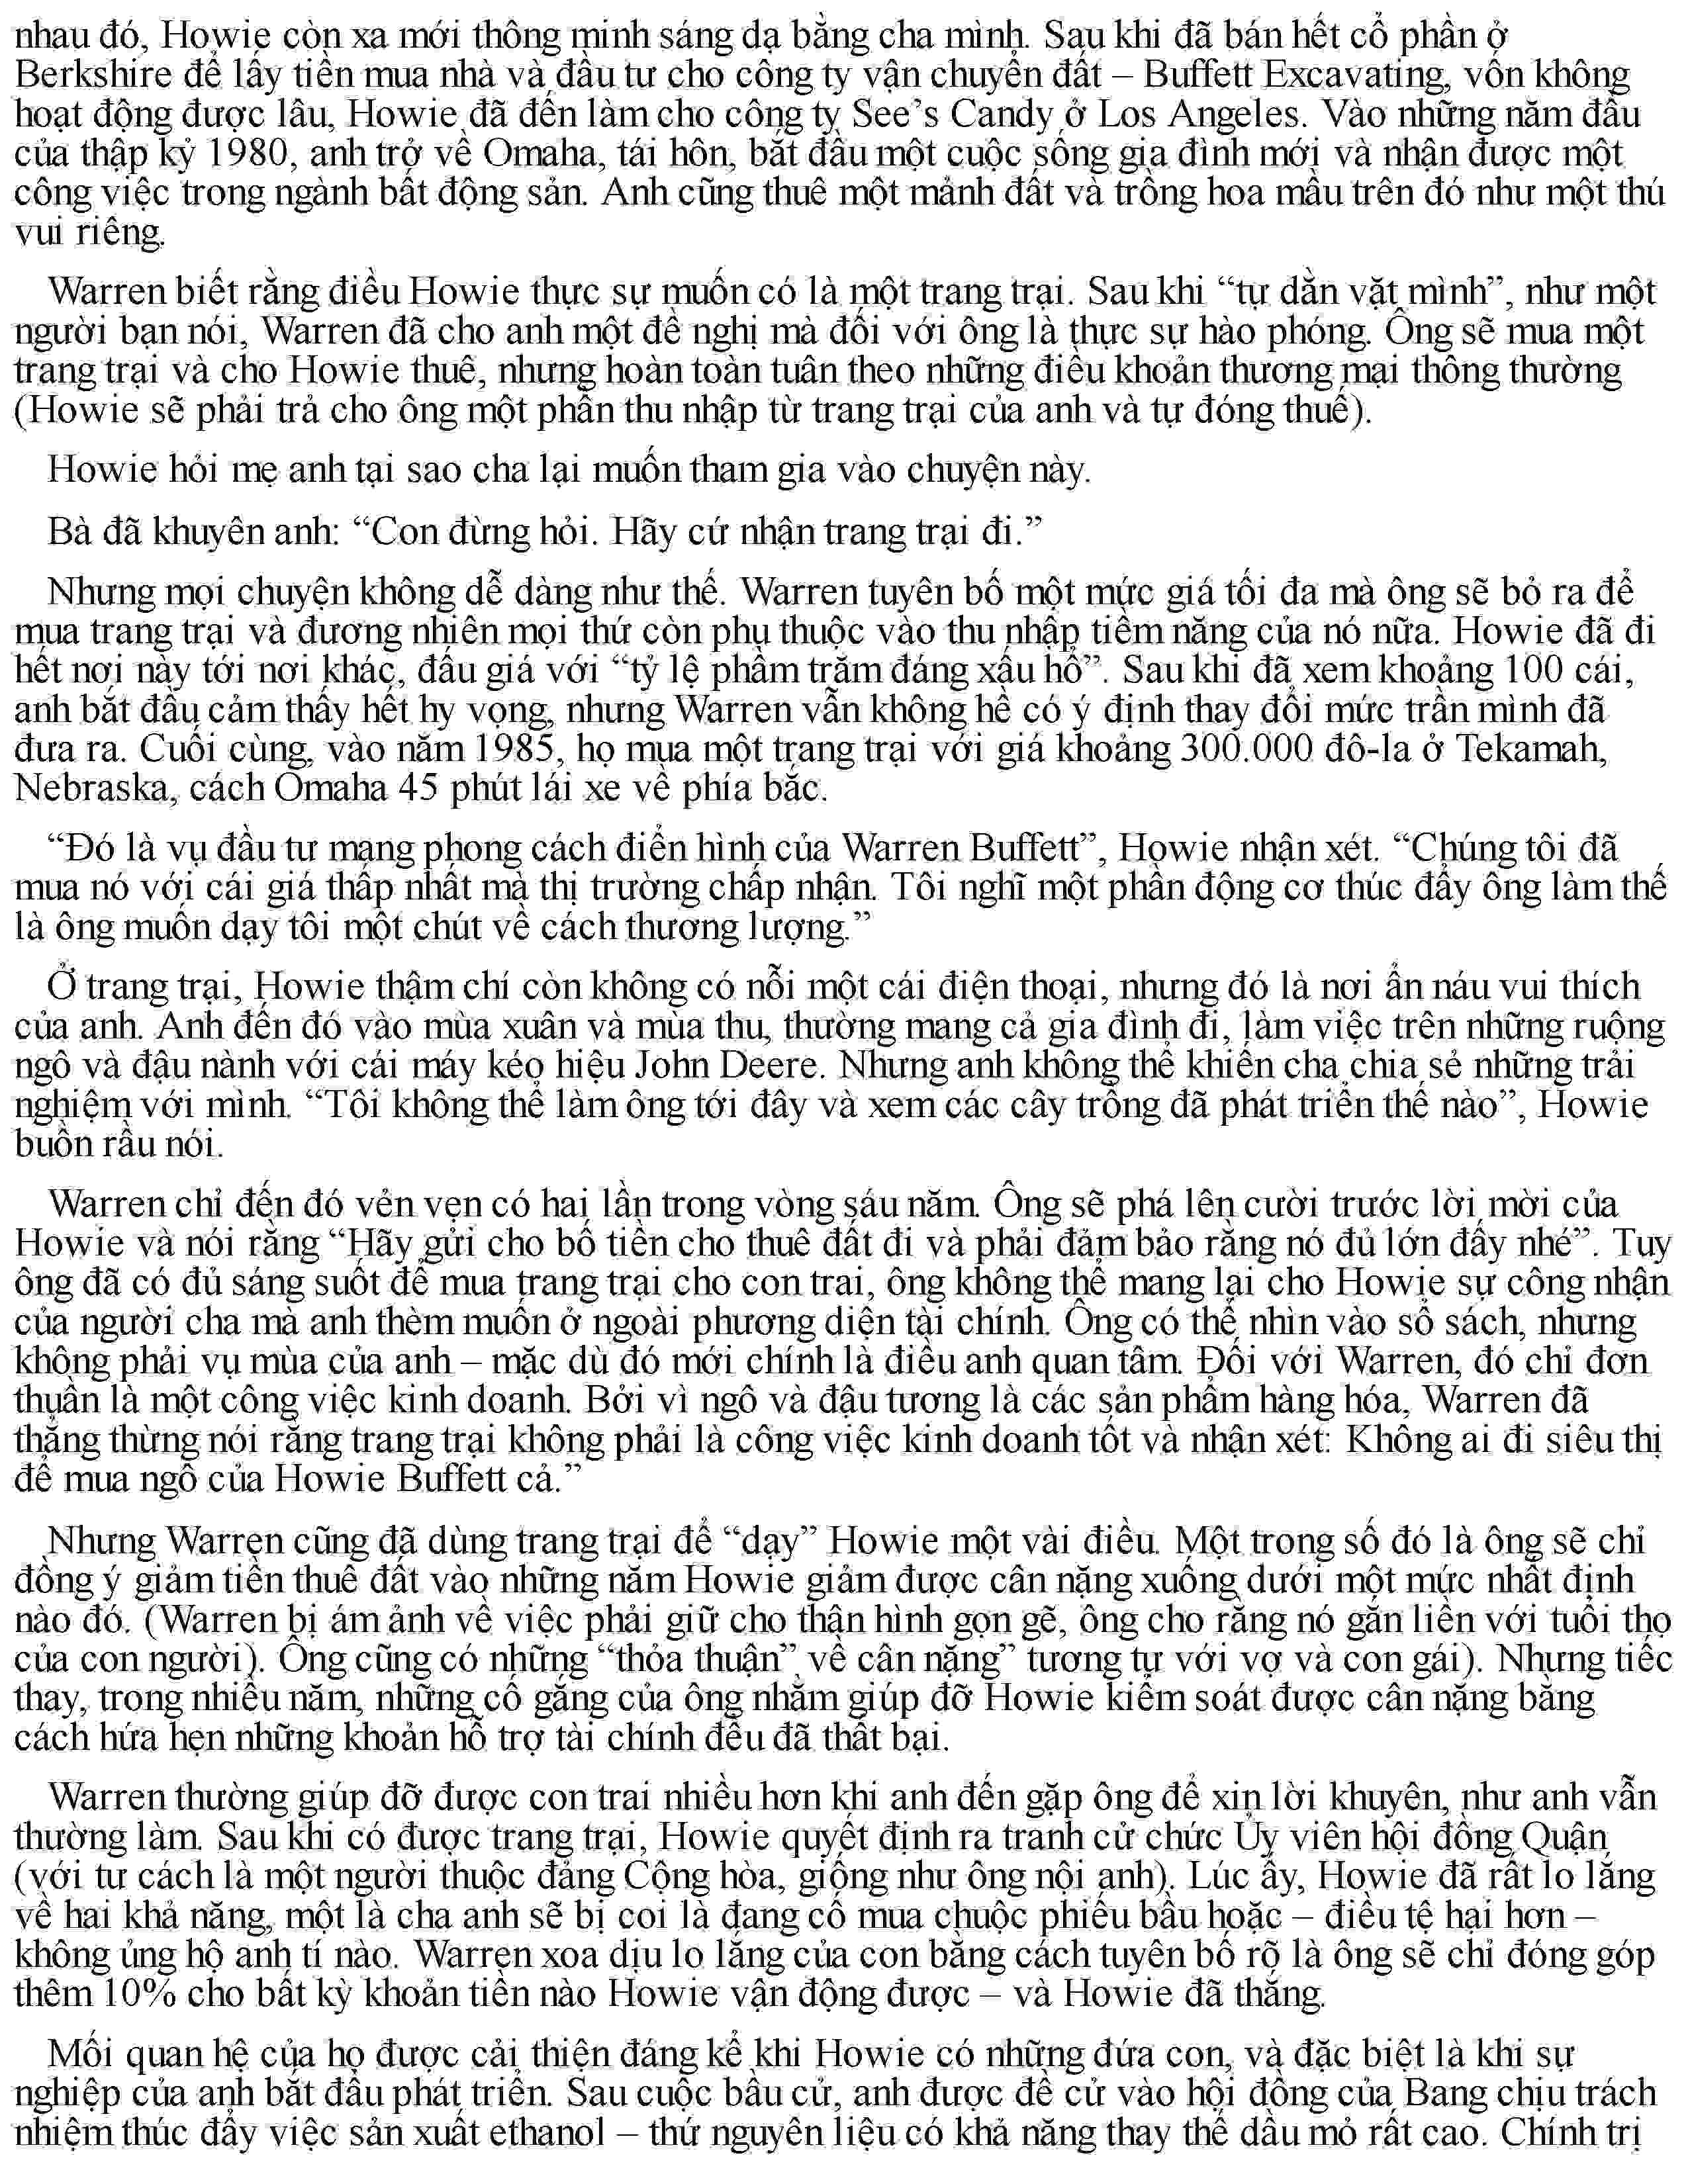 nhau đó, Howie còn xa mới thông minh sáng dạ bằng cha mình. Sau khi đã bán hết cổ phần ở
Berkshire để lấy tiền mua nhà và đầu tư cho công ty vận chuyển đất – Buffett Excavating, vốn không
hoạt động được lâu, Howie đã đến làm cho công ty See’s Candy ở Los Angeles. Vào những năm đầu
của thập kỷ 1980, anh trở về Omaha, tái hôn, bắt đầu một cuộc sống gia đình mới và nhận được một
công việc trong ngành bất động sản. Anh cũng thuê một mảnh đất và trồng hoa mầu trên đó như một thú
vui riêng.
Warren biết rằng điều Howie thực sự muốn có là một trang trại. Sau khi “tự dằn vặt mình”, như một
người bạn nói, Warren đã cho anh một đề nghị mà đối với ông là thực sự hào phóng. Ông sẽ mua một
trang trại và cho Howie thuê, nhưng hoàn toàn tuân theo những điều khoản thương mại thông thường
(Howie sẽ phải trả cho ông một phần thu nhập từ trang trại của anh và tự đóng thuế).
Howie hỏi mẹ anh tại sao cha lại muốn tham gia vào chuyện này.
Bà đã khuyên anh: “Con đừng hỏi. Hãy cứ nhận trang trại đi.”
Nhưng mọi chuyện không dễ dàng như thế. Warren tuyên bố một mức giá tối đa mà ông sẽ bỏ ra để
mua trang trại và đương nhiên mọi thứ còn phụ thuộc vào thu nhập tiềm năng của nó nữa. Howie đã đi
hết nơi này tới nơi khác, đấu giá với “tỷ lệ phầm trăm đáng xấu hổ”. Sau khi đã xem khoảng 100 cái,
anh bắt đầu cảm thấy hết hy vọng, nhưng Warren vẫn không hề có ý định thay đổi mức trần mình đã
đưa ra. Cuối cùng, vào năm 1985, họ mua một trang trại với giá khoảng 300.000 đô-la ở Tekamah,
Nebraska, cách Omaha 45 phút lái xe về phía bắc.
“Đó là vụ đầu tư mang phong cách điển hình của Warren Buffett”, Howie nhận xét. “Chúng tôi đã
mua nó với cái giá thấp nhất mà thị trường chấp nhận. Tôi nghĩ một phần động cơ thúc đẩy ông làm thế
là ông muốn dạy tôi một chút về cách thương lượng.”
Ở trang trại, Howie thậm chí còn không có nỗi một cái điện thoại, nhưng đó là nơi ẩn náu vui thích
của anh. Anh đến đó vào mùa xuân và mùa thu, thường mang cả gia đình đi, làm việc trên những ruộng
ngô và đậu nành với cái máy kéo hiệu John Deere. Nhưng anh không thể khiến cha chia sẻ những trải
nghiệm với mình. “Tôi không thể làm ông tới đây và xem các cây trồng đã phát triển thế nào”, Howie
buồn rầu nói.
Warren chỉ đến đó vẻn vẹn có hai lần trong vòng sáu năm. Ông sẽ phá lên cười trước lời mời của
Howie và nói rằng “Hãy gửi cho bố tiền cho thuê đất đi và phải đảm bảo rằng nó đủ lớn đấy nhé”. Tuy
ông đã có đủ sáng suốt để mua trang trại cho con trai, ông không thể mang lại cho Howie sự công nhận
của người cha mà anh thèm muốn ở ngoài phương diện tài chính. Ông có thể nhìn vào sổ sách, nhưng
không phải vụ mùa của anh – mặc dù đó mới chính là điều anh quan tâm. Đối với Warren, đó chỉ đơn
thuần là một công việc kinh doanh. Bởi vì ngô và đậu tương là các sản phẩm hàng hóa, Warren đã
thẳng thừng nói rằng trang trại không phải là công việc kinh doanh tốt và nhận xét: Không ai đi siêu thị
để mua ngô của Howie Buffett cả.”
Nhưng Warren cũng đã dùng trang trại để “dạy” Howie một vài điều. Một trong số đó là ông sẽ chỉ
đồng ý giảm tiền thuê đất vào những năm Howie giảm được cân nặng xuống dưới một mức nhất định
nào đó. (Warren bị ám ảnh về việc phải giữ cho thận hình gọn gẽ, ông cho rằng nó gắn liền với tuổi thọ
của con người). Ông cũng có những “thỏa thuận” về cân nặng” tương tự với vợ và con gái). Nhưng tiếc
thay, trong nhiều năm, những cố gắng của ông nhằm giúp đỡ Howie kiểm soát được cân nặng bằng
cách hứa hẹn những khoản hỗ trợ tài chính đều đã thất bại.
Warren thường giúp đỡ được con trai nhiều hơn khi anh đến gặp ông để xin lời khuyên, như anh vẫn
thường làm. Sau khi có được trang trại, Howie quyết định ra tranh cử chức Ủy viên hội đồng Quận
(với tư cách là một người thuộc đảng Cộng hòa, giống như ông nội anh). Lúc ấy, Howie đã rất lo lắng
về hai khả năng, một là cha anh sẽ bị coi là đang cố mua chuộc phiếu bầu hoặc – điều tệ hại hơn –
không ủng hộ anh tí nào. Warren xoa dịu lo lắng của con bằng cách tuyên bố rõ là ông sẽ chỉ đóng góp
thêm 10% cho bất kỳ khoản tiền nào Howie vận động được – và Howie đã thắng.
Mối quan hệ của họ được cải thiện đáng kể khi Howie có những đứa con, và đặc biệt là khi sự
nghiệp của anh bắt đầu phát triển. Sau cuộc bầu cử, anh được đề cử vào hội đồng của Bang chịu trách
nhiệm thúc đẩy việc sản xuất ethanol – thứ nguyên liệu có khả năng thay thế dầu mỏ rất cao. Chính trị